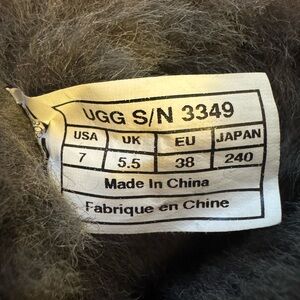 UGG S/N 3349
USA UK EU JAPAN
7 5.5 38 240
Made In China
Fabrique en Chine